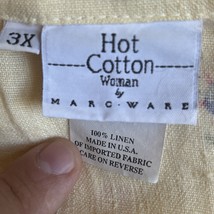 3X
Hot
Cotton
Woman
by
MARC·WARE
100% LINEN
MADE IN U.S.A.
OF IMPORTED FABRIC
CARE ON REVERSE